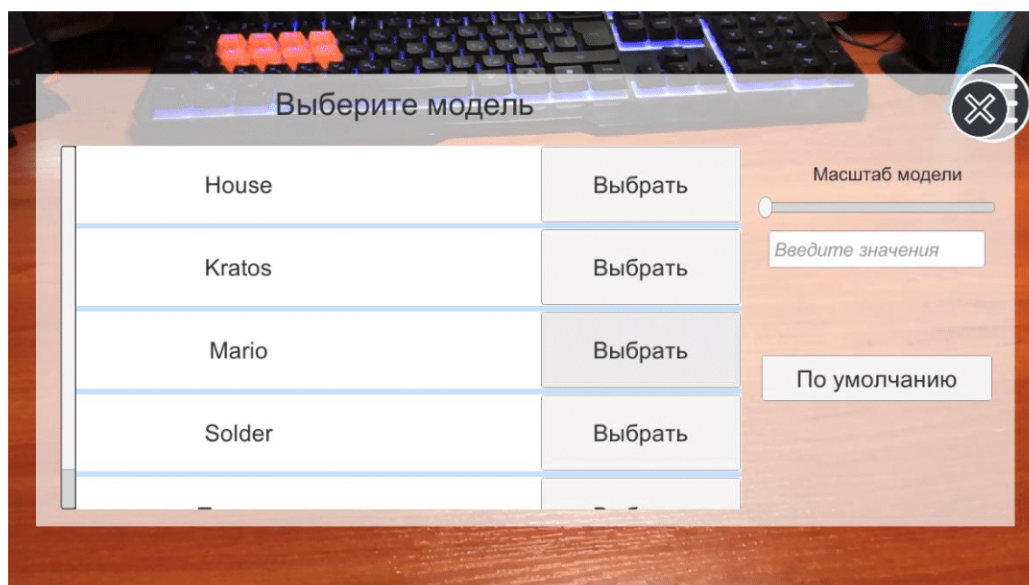 Выберите модель
House
Выбрать
Масштаб модели
Введите значения
Kratos
Выбрать
Mario
Выбрать
По умолчанию
Solder
Выбрать